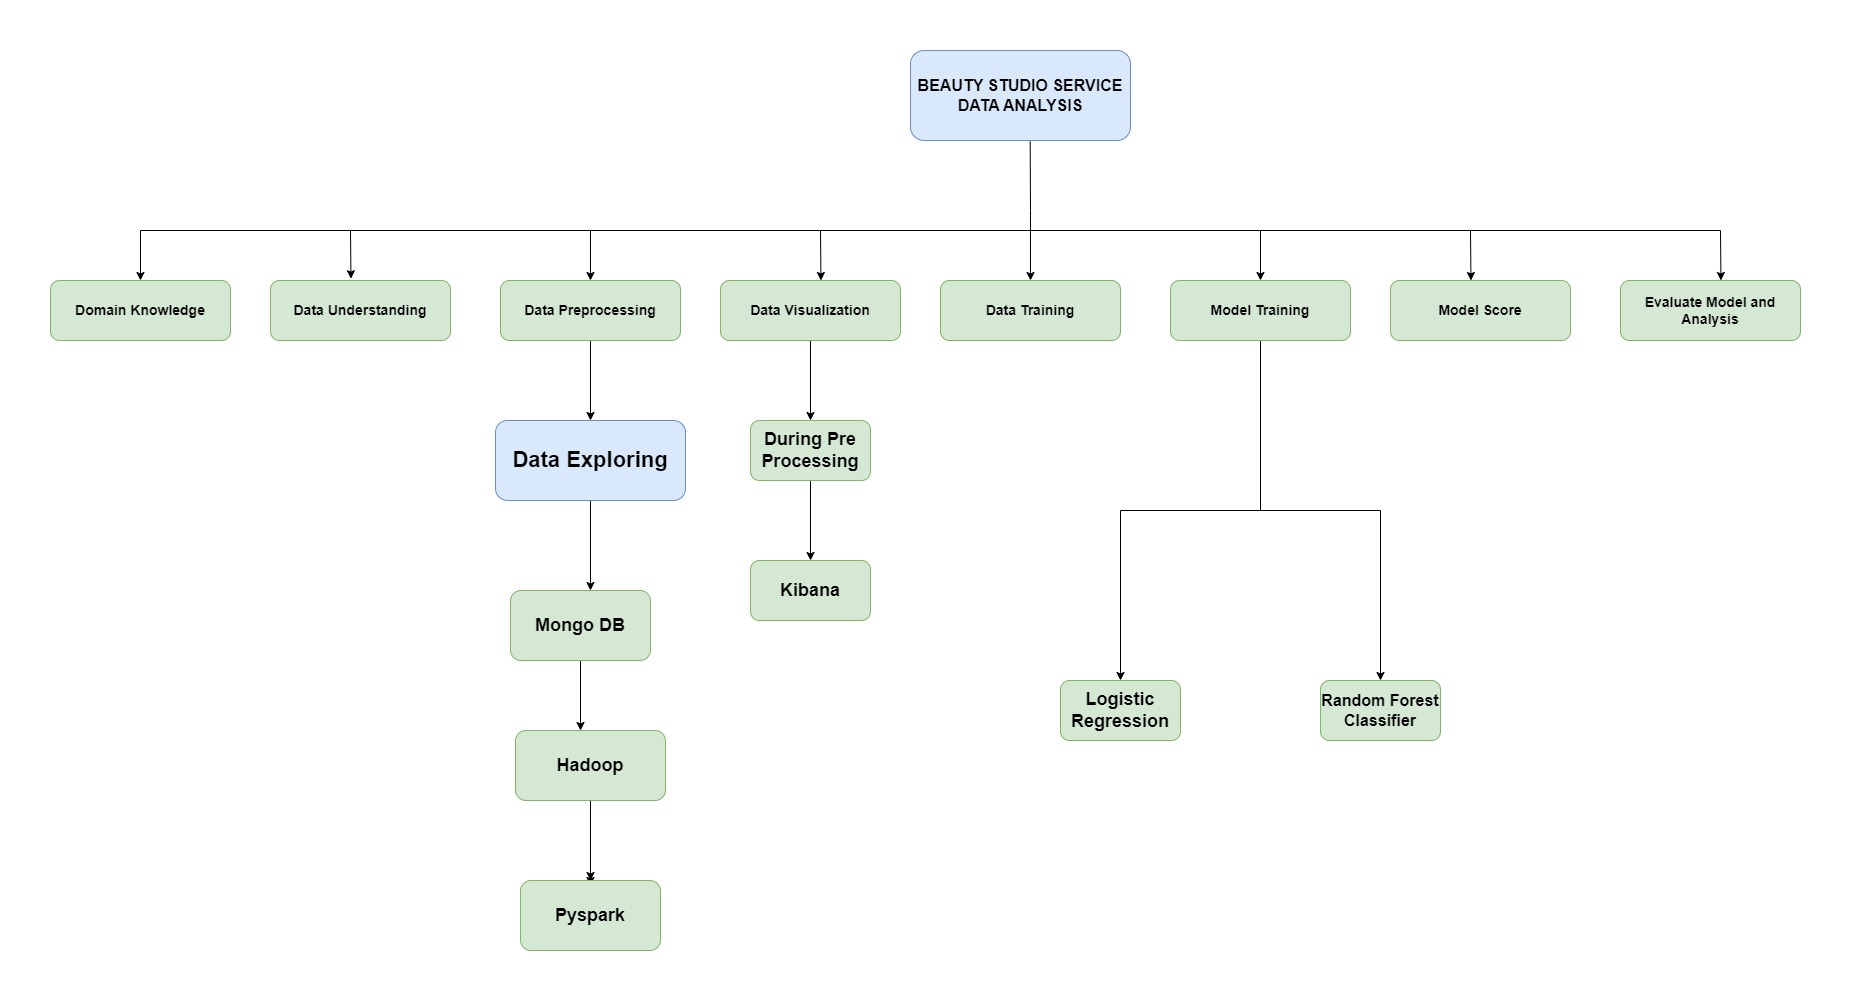 BEAUTY STUDIO SERVICE
DATA ANALYSIS
Domain Knowledge
Data Understanding
Data Preprocessing
Data Visualization
Data Training
Model Training
Model Score
Evaluate Model and
Analysis
Data Exploring
During Pre
Processing
Kibana
Mongo DB
Hadoop
Pyspark
Logistic
Regression
Random Forest
Classifier